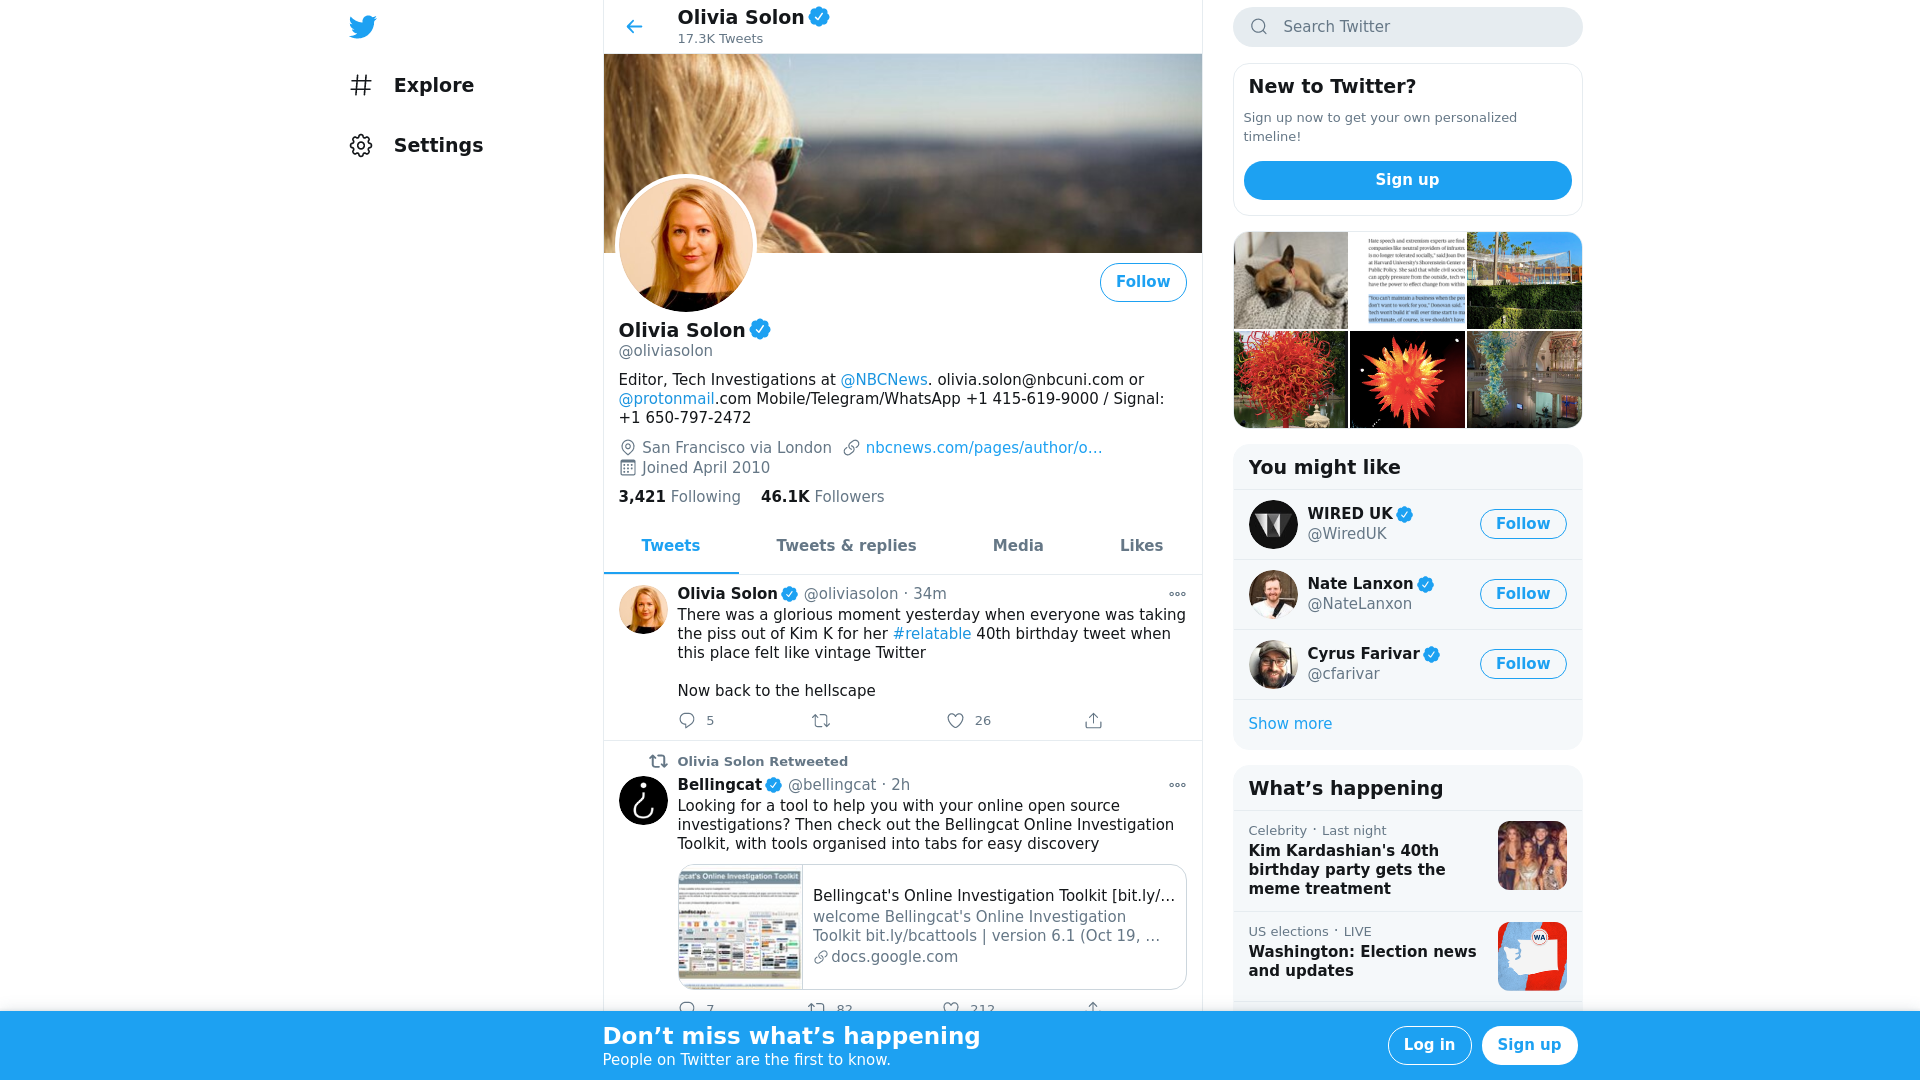 Explore
Settings
Olivia Solon
17.3K Tweets
Follow
Olivia Solon
@oliviasolon
Editor, Tech Investigations at @NBCNews. olivia.solon@nbcuni.com or
@protonmail.com Mobile/Telegram/WhatsApp +1 415-619-9000 / Signal:
+1 650-797-2472
San Francisco via London nbcnews.com/pages/author/o…
Joined April 2010
3,421 Following 46.1K Followers
Tweets Tweets & replies Media Likes
Olivia Solon @oliviasolon · 34m
There was a glorious moment yesterday when everyone was taking
the piss out of Kim K for her #relatable 40th birthday tweet when
this place felt like vintage Twitter
Now back to the hellscape
5 26
Olivia Solon Retweeted
Bellingcat @bellingcat · 2h
Looking for a tool to help you with your online open source
investigations? Then check out the Bellingcat Online Investigation
Toolkit, with tools organised into tabs for easy discovery
gcat's Online Investigation Toolkit
Bellingcat's Online Investigation Toolkit [bit.ly/…
welcome Bellingcat's Online Investigation
Toolkit bit.ly/bcattools | version 6.1 (Oct 19, …
docs.google.com
7 82 212
Search Twitter
New to Twitter?
Sign up now to get your own personalized
timeline!
Sign up
You might like
WIRED UK
@WiredUK
Follow
Nate Lanxon
@NateLanxon
Follow
Cyrus Farivar
@cfarivar
Follow
Show more
What’s happening
Celebrity · Last night
Kim Kardashian's 40th
birthday party gets the
meme treatment
US elections · LIVE
Washington: Election news
and updates
WA
Don’t miss what’s happening
People on Twitter are the first to know.
Log in
Sign up